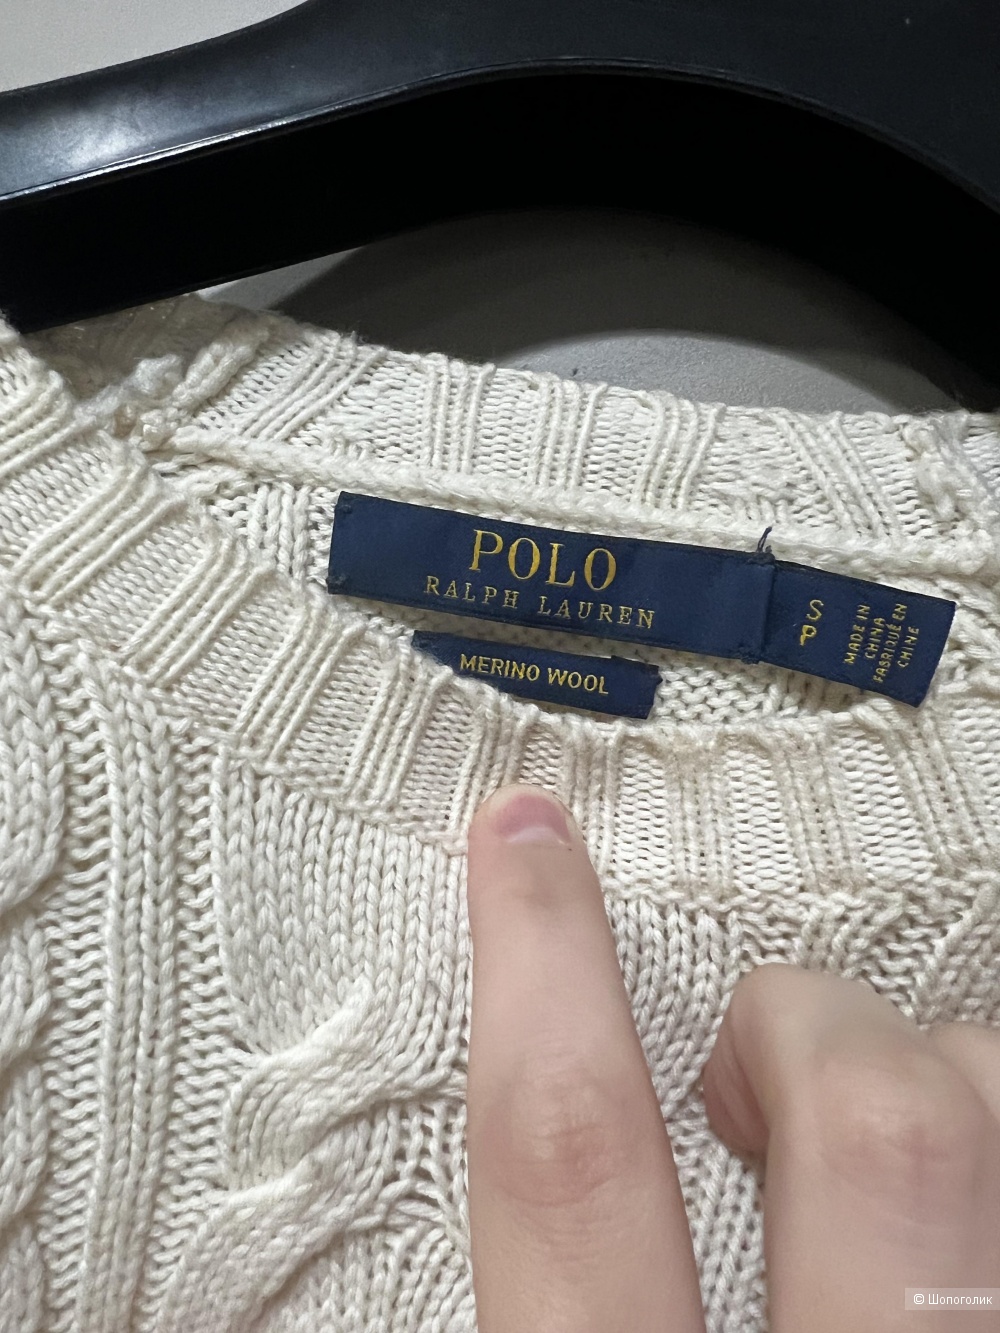 POLO
RALPH LAUREN
S
P
MADE IN
CHINA
FABRIQUÉ EN
CHINE
MERINO WOOL
© Шопоголик